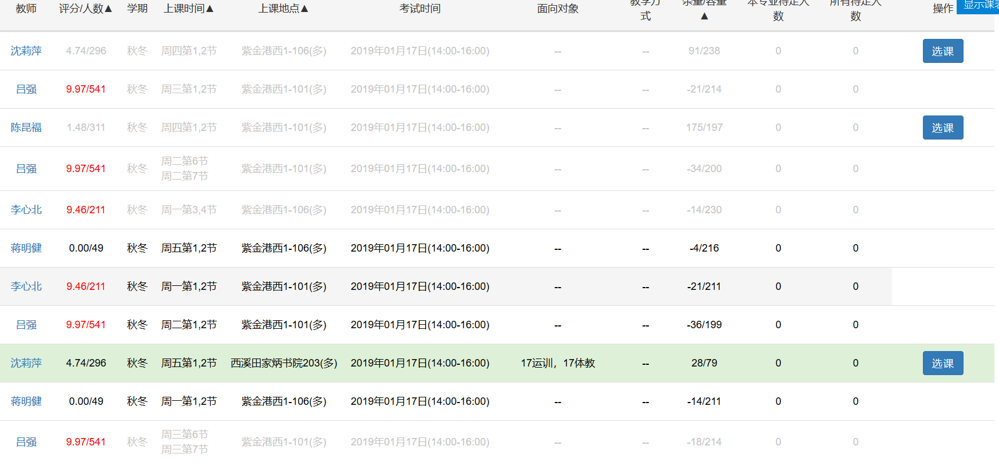 教师 评分/人数▲ 学期 上课时间▲ 上课地点▲ 考试时间 面向对象 教学方式 余量/容量▲ 本专业待定人数 所有待定人数 操作 显示课表
沈莉萍 4.74/296 秋冬 周四第1,2节 紫金港西1-106(多) 2019年01月17日(14:00-16:00) -- -- 91/238 0 0 选课
吕强 9.97/541 秋冬 周三第1,2节 紫金港西1-101(多) 2019年01月17日(14:00-16:00) -- -- -21/214 0 0
陈昆福 1.48/311 秋冬 周四第1,2节 紫金港西1-101(多) 2019年01月17日(14:00-16:00) -- -- 175/197 0 0 选课
吕强 9.97/541 秋冬 周二第6节 周二第7节 紫金港西1-101(多) 2019年01月17日(14:00-16:00) -- -- -34/200 0 0
李心北 9.46/211 秋冬 周一第3,4节 紫金港西1-106(多) 2019年01月17日(14:00-16:00) -- -- -14/230 0 0
蒋明健 0.00/49 秋冬 周五第1,2节 紫金港西1-106(多) 2019年01月17日(14:00-16:00) -- -- -4/216 0 0
李心北 9.46/211 秋冬 周一第1,2节 紫金港西1-101(多) 2019年01月17日(14:00-16:00) -- -- -21/211 0 0
吕强 9.97/541 秋冬 周二第1,2节 紫金港西1-101(多) 2019年01月17日(14:00-16:00) -- -- -36/199 0 0
沈莉萍 4.74/296 秋冬 周五第1,2节 西溪田家炳书院203(多) 2019年01月17日(14:00-16:00) 17运训，17体教 -- 28/79 0 0 选课
蒋明健 0.00/49 秋冬 周一第1,2节 紫金港西1-106(多) 2019年01月17日(14:00-16:00) -- -- -14/211 0 0
吕强 9.97/541 秋冬 周三第6节 周三第7节 紫金港西1-101(多) 2019年01月17日(14:00-16:00) -- -- -18/214 0 0